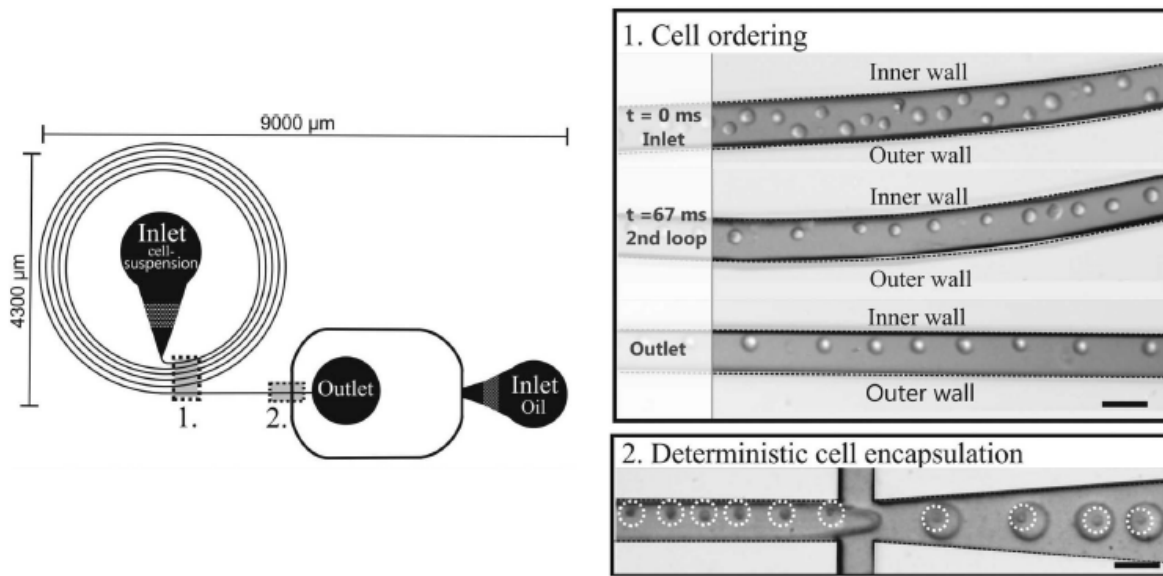 9000 µm
4300 µm
Inlet
cell-
suspension
1.
2.
Outlet
Inlet
Oil
1. Cell ordering
Inner wall
t = 0 ms
Inlet
Outer wall
Inner wall
t =67 ms
2nd loop
Outer wall
Inner wall
Outlet
Outer wall
2. Deterministic cell encapsulation